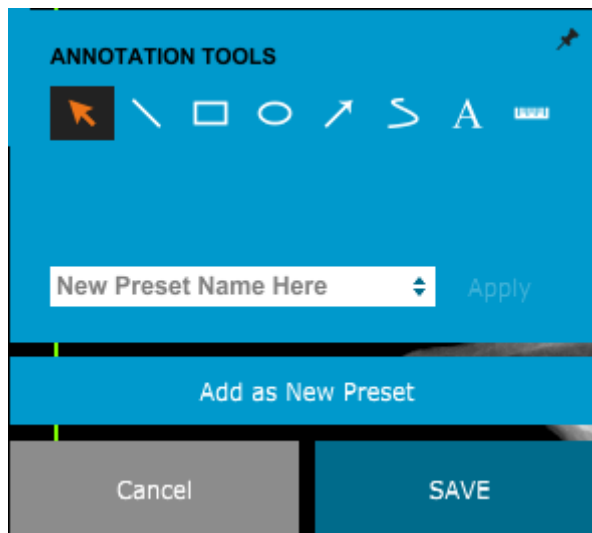 ANNOTATION TOOLS
A
New Preset Name Here
Apply
Add as New Preset
Cancel
SAVE